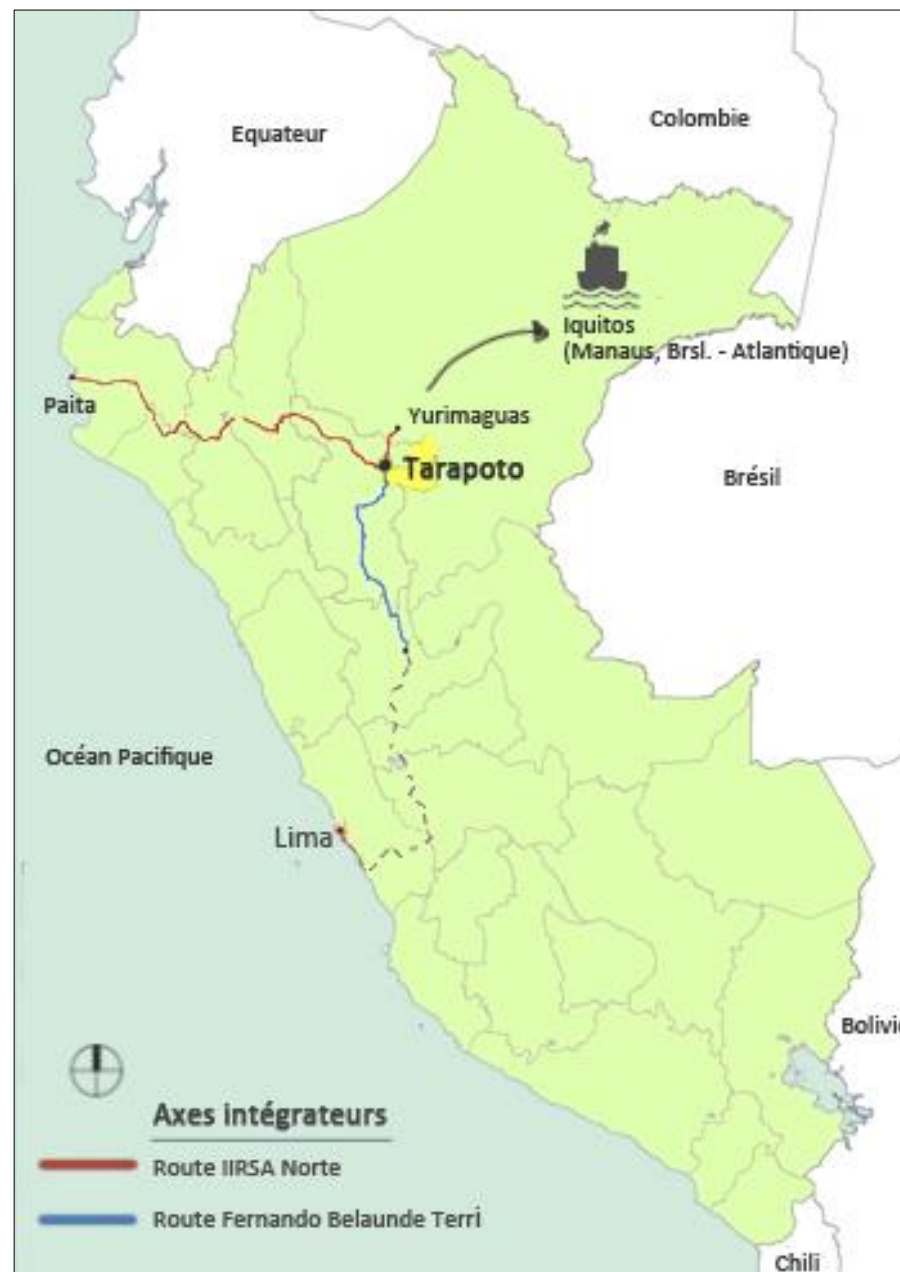 Colombie
Equateur
Iquitos
(Manaus, Brsl. - Atlantique)
Paita
Yurimaguas
Tarapoto
Brésil
Océan Pacifique
Lima
Bolivie
Axes intégrateurs
Route IIRSA Norte
Route Fernando Belaunde Terri
Chili